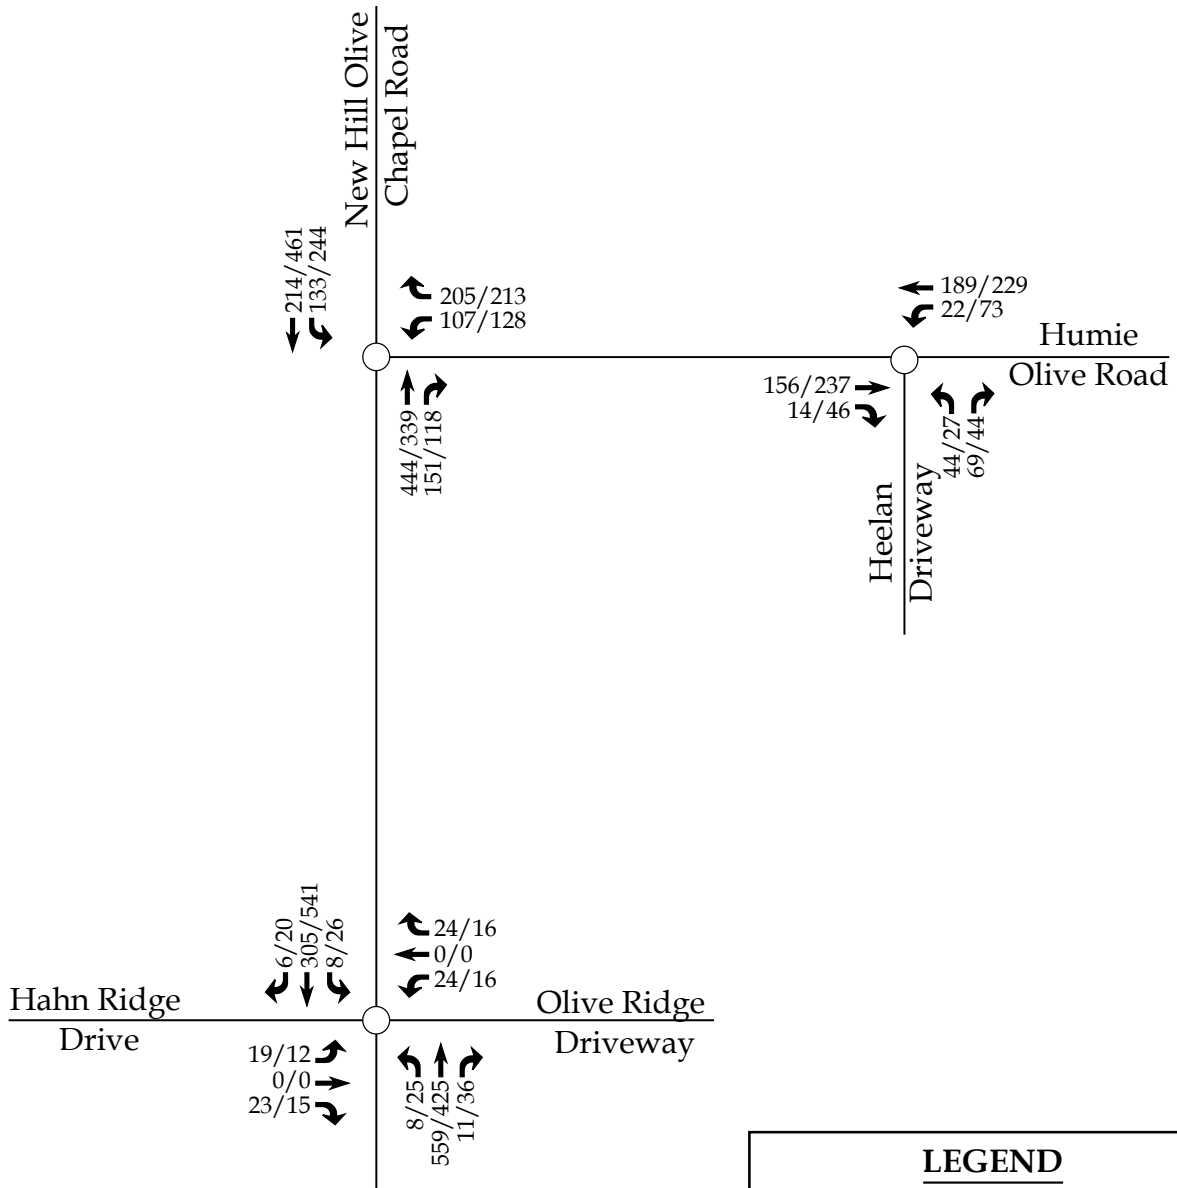 New Hill Olive
Chapel Road
214/461
133/244
205/213
107/128
444/339
151/118
189/229
22/73
Humie
Olive Road
156/237
14/46
44/27
69/44
Heelan
Driveway
6/20
305/541
8/26
24/16
0/0
24/16
Hahn Ridge
Drive
Olive Ridge
Driveway
19/12
0/0
23/15
8/25
559/425
11/36
LEGEND